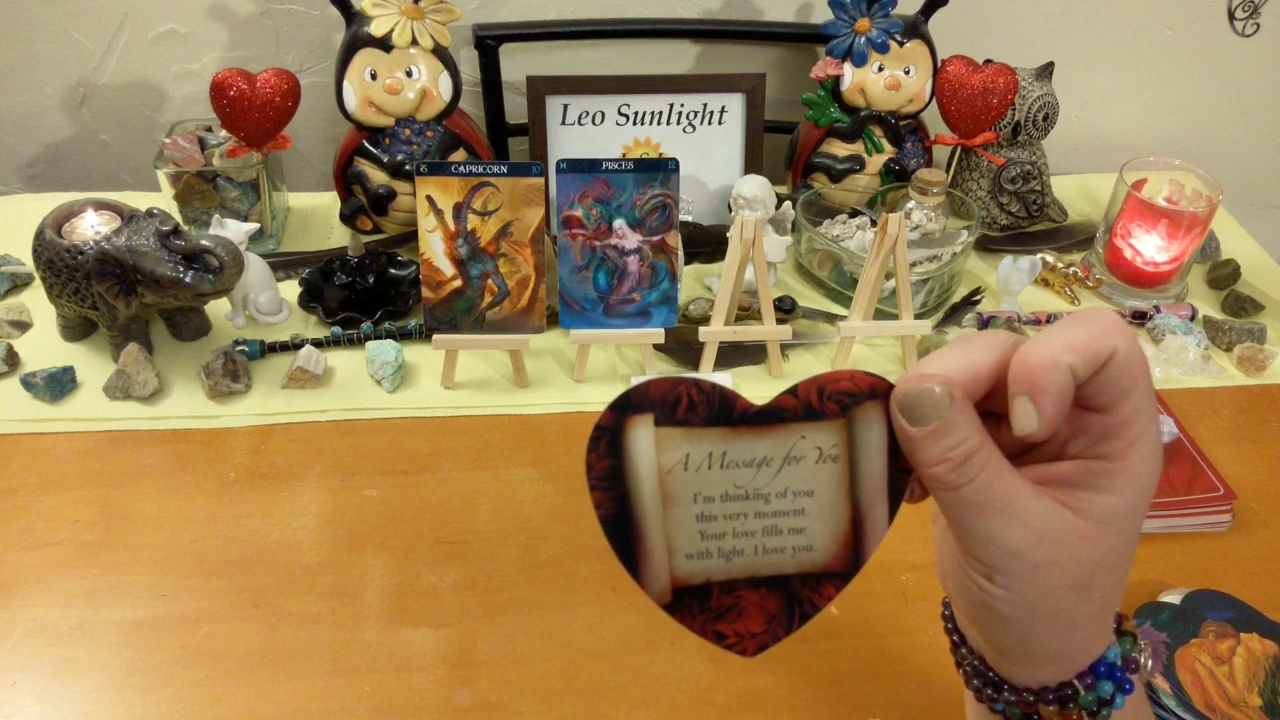 Leo Sunlight
CAPRICORN 10
PISCES 12
A Message for You
I'm thinking of you
this very moment.
Your love fills me
with light. I love you.